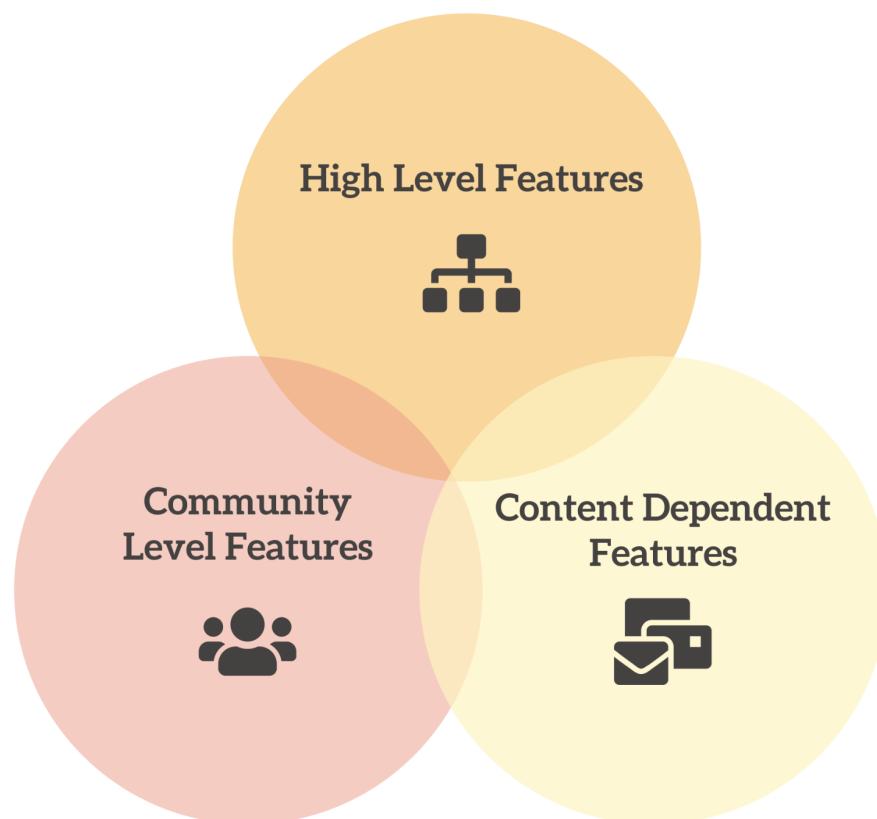 High Level Features
Community
Level Features
Content Dependent
Features